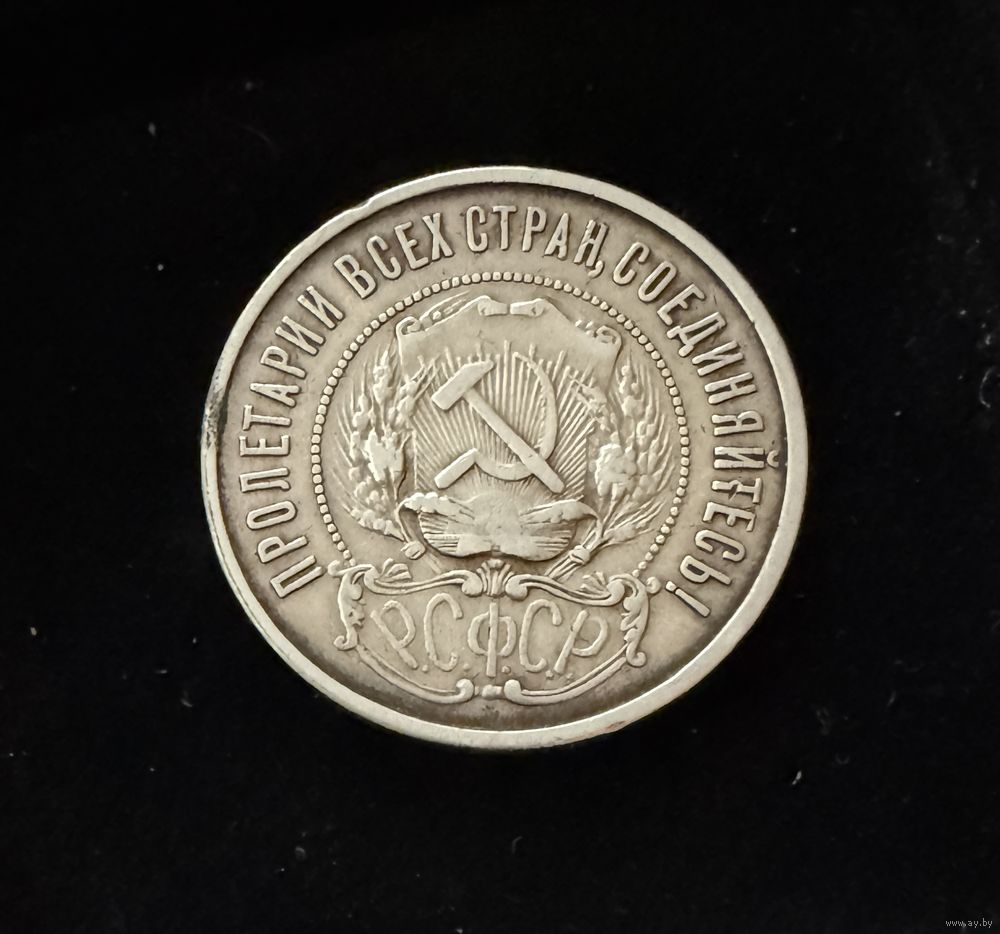 ПРОЛЕТАРИИ ВСЕХ СТРАН, СОЕДИНЯЙТЕСЬ!
Р.С.Ф.С.Р.
www.ay.by